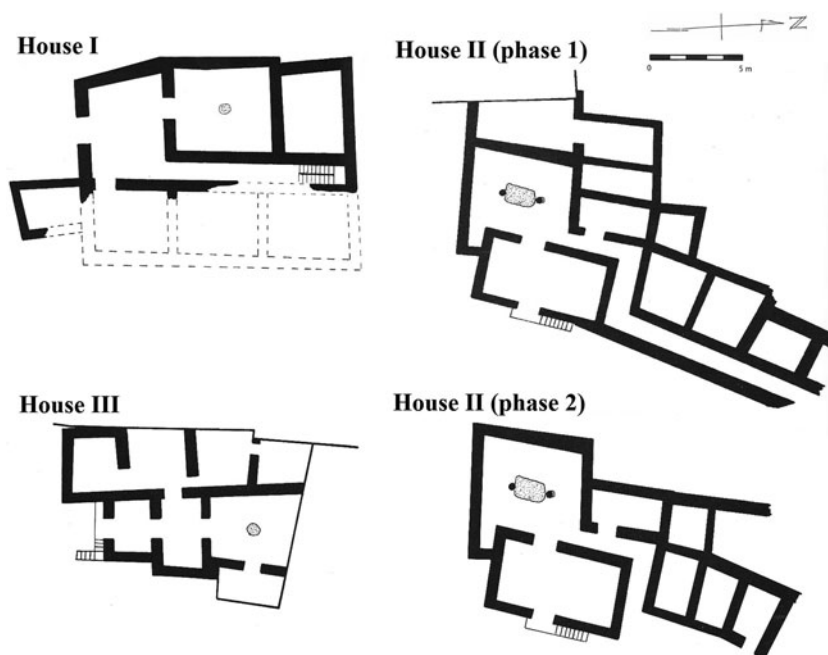 House I
House II (phase 1)
N
0 5 m
House III
House II (phase 2)